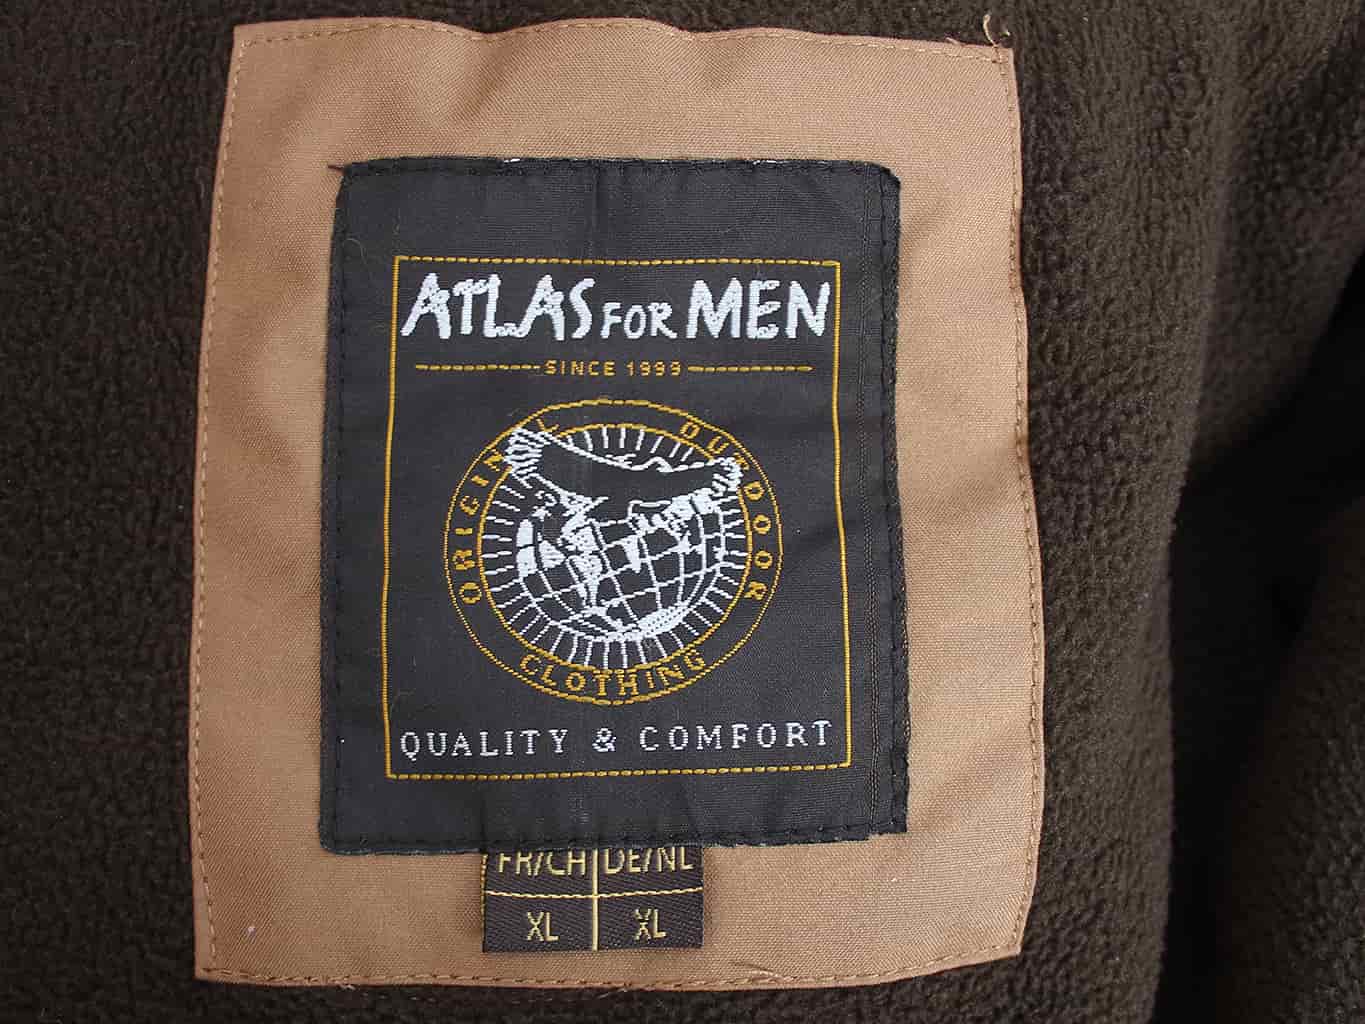 ATLAS FOR MEN
SINCE 1999
ORIGINAL OUTDOOR
CLOTHING
QUALITY & COMFORT
FR/CH DE/NL
XL XL